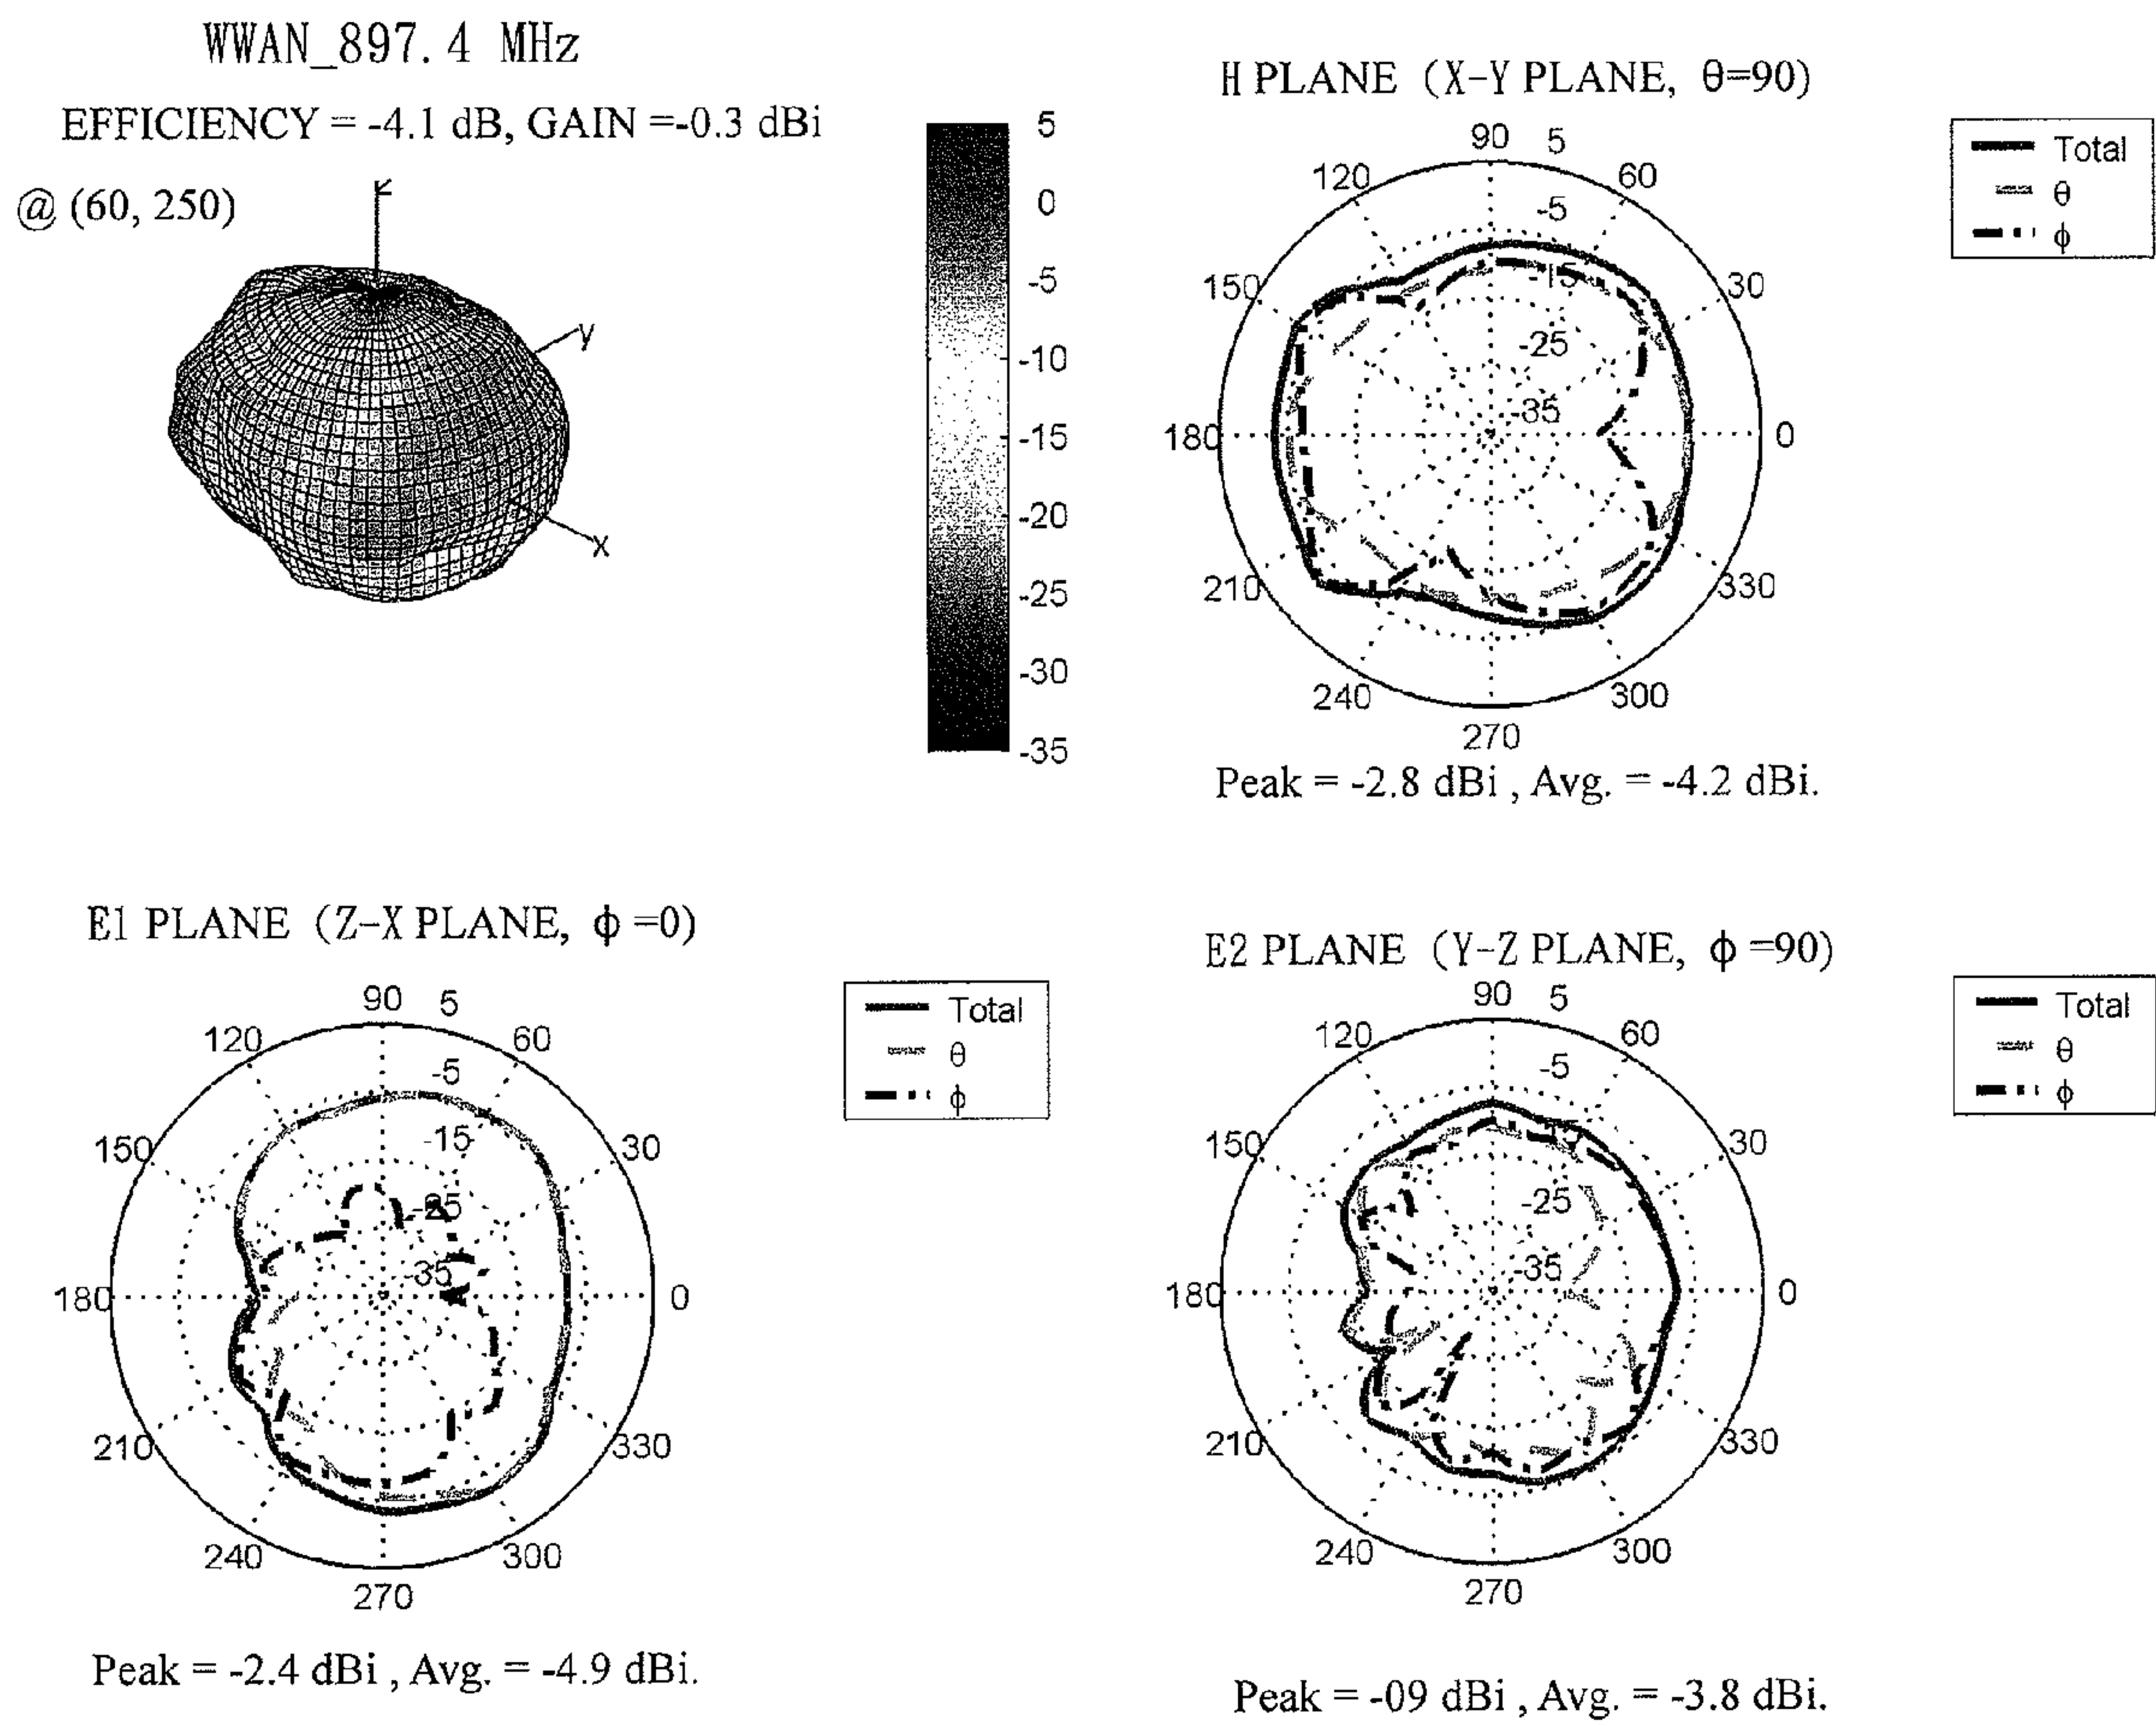 WWAN_897.4 MHz
EFFICIENCY = -4.1 dB, GAIN =-0.3 dBi
@ (60, 250)
z
y
x
5
0
-5
-10
-15
-20
-25
-30
-35
H PLANE (X-Y PLANE, θ=90)
Total
θ
ϕ
90
5
120
60
-5
150
-15
30
-25
-35
180
0
210
330
240
300
270
Peak = -2.8 dBi , Avg. = -4.2 dBi.
E1 PLANE (Z-X PLANE, ϕ =0)
Total
θ
ϕ
90
5
120
60
-5
150
-15
30
-25
-35
180
0
210
330
240
300
270
Peak = -2.4 dBi , Avg. = -4.9 dBi.
E2 PLANE (Y-Z PLANE, ϕ =90)
Total
θ
ϕ
90
5
120
60
-5
150
-15
30
-25
-35
180
0
210
330
240
300
270
Peak = -09 dBi , Avg. = -3.8 dBi.